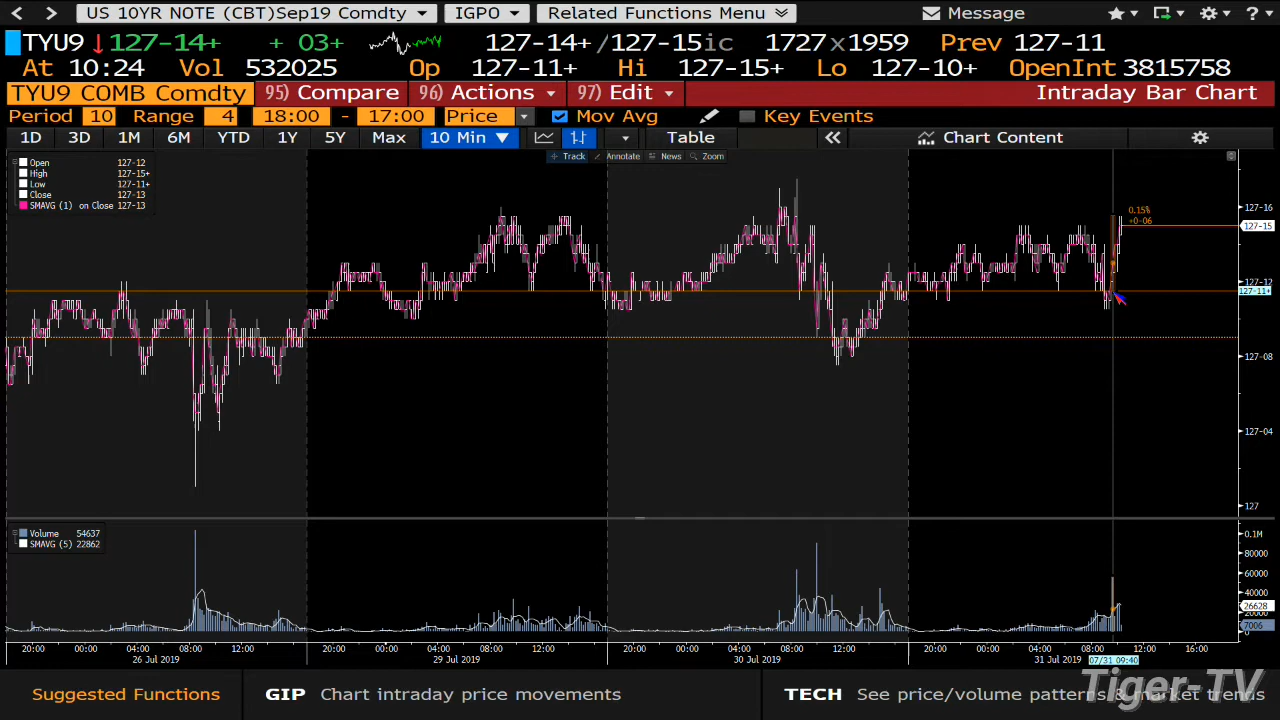 US 10YR NOTE (CBT)Sep19 Comdty IGPO Related Functions Menu Message
TYU9 ↓127-14+ + 03+ 127-14+/127-15ic 1727x1959 Prev 127-11
At 10:24 Vol 532025 Op 127-11+ Hi 127-15+ Lo 127-10+ OpenInt 3815758
TYU9 COMB Comdty 95) Compare 96) Actions 97) Edit Intraday Bar Chart
Period 10 Range 4 18:00 - 17:00 Price Mov Avg Key Events
1D 3D 1M 6M YTD 1Y 5Y Max 10 Min Table Chart Content
Track Annotate News Zoom
Open 127-12
High 127-15+
Low 127-11+
Close 127-13
SMAVG (1) on Close 127-13
0.15%
+0-06
127-16
127-15
127-12
127-11+
127-08
127-04
127
Volume 54637
SMAVG (5) 22862
0.1M
80000
60000
40000
26628
20000
7006
0
20:00 00:00 04:00 08:00 12:00 20:00 00:00 04:00 08:00 12:00 20:00 00:00 04:00 08:00 12:00 20:00 00:00 04:00 08:00 12:00 16:00
26 Jul 2019 29 Jul 2019 30 Jul 2019 31 Jul 2019 07/31 09:40
Suggested Functions GIP Chart intraday price movements TECH See price/volume patterns & market trends
Tiger-TV